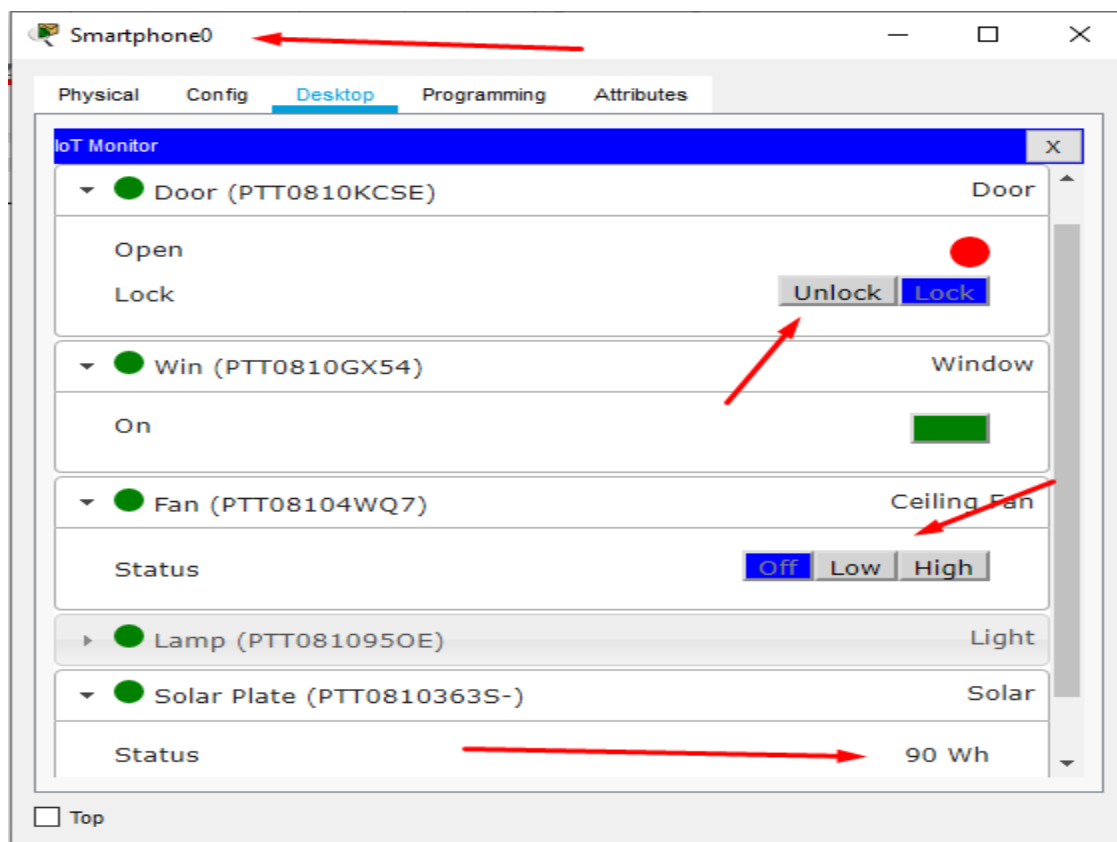 Smartphone0
Physical Config Desktop Programming Attributes
IoT Monitor X
Door (PTT0810KCSE) Door
Open
Lock Unlock Lock
Win (PTT0810GX54) Window
On
Fan (PTT08104WQ7) Ceiling Fan
Status Off Low High
Lamp (PTT081095OE) Light
Solar Plate (PTT0810363S-) Solar
Status 90 Wh
Top